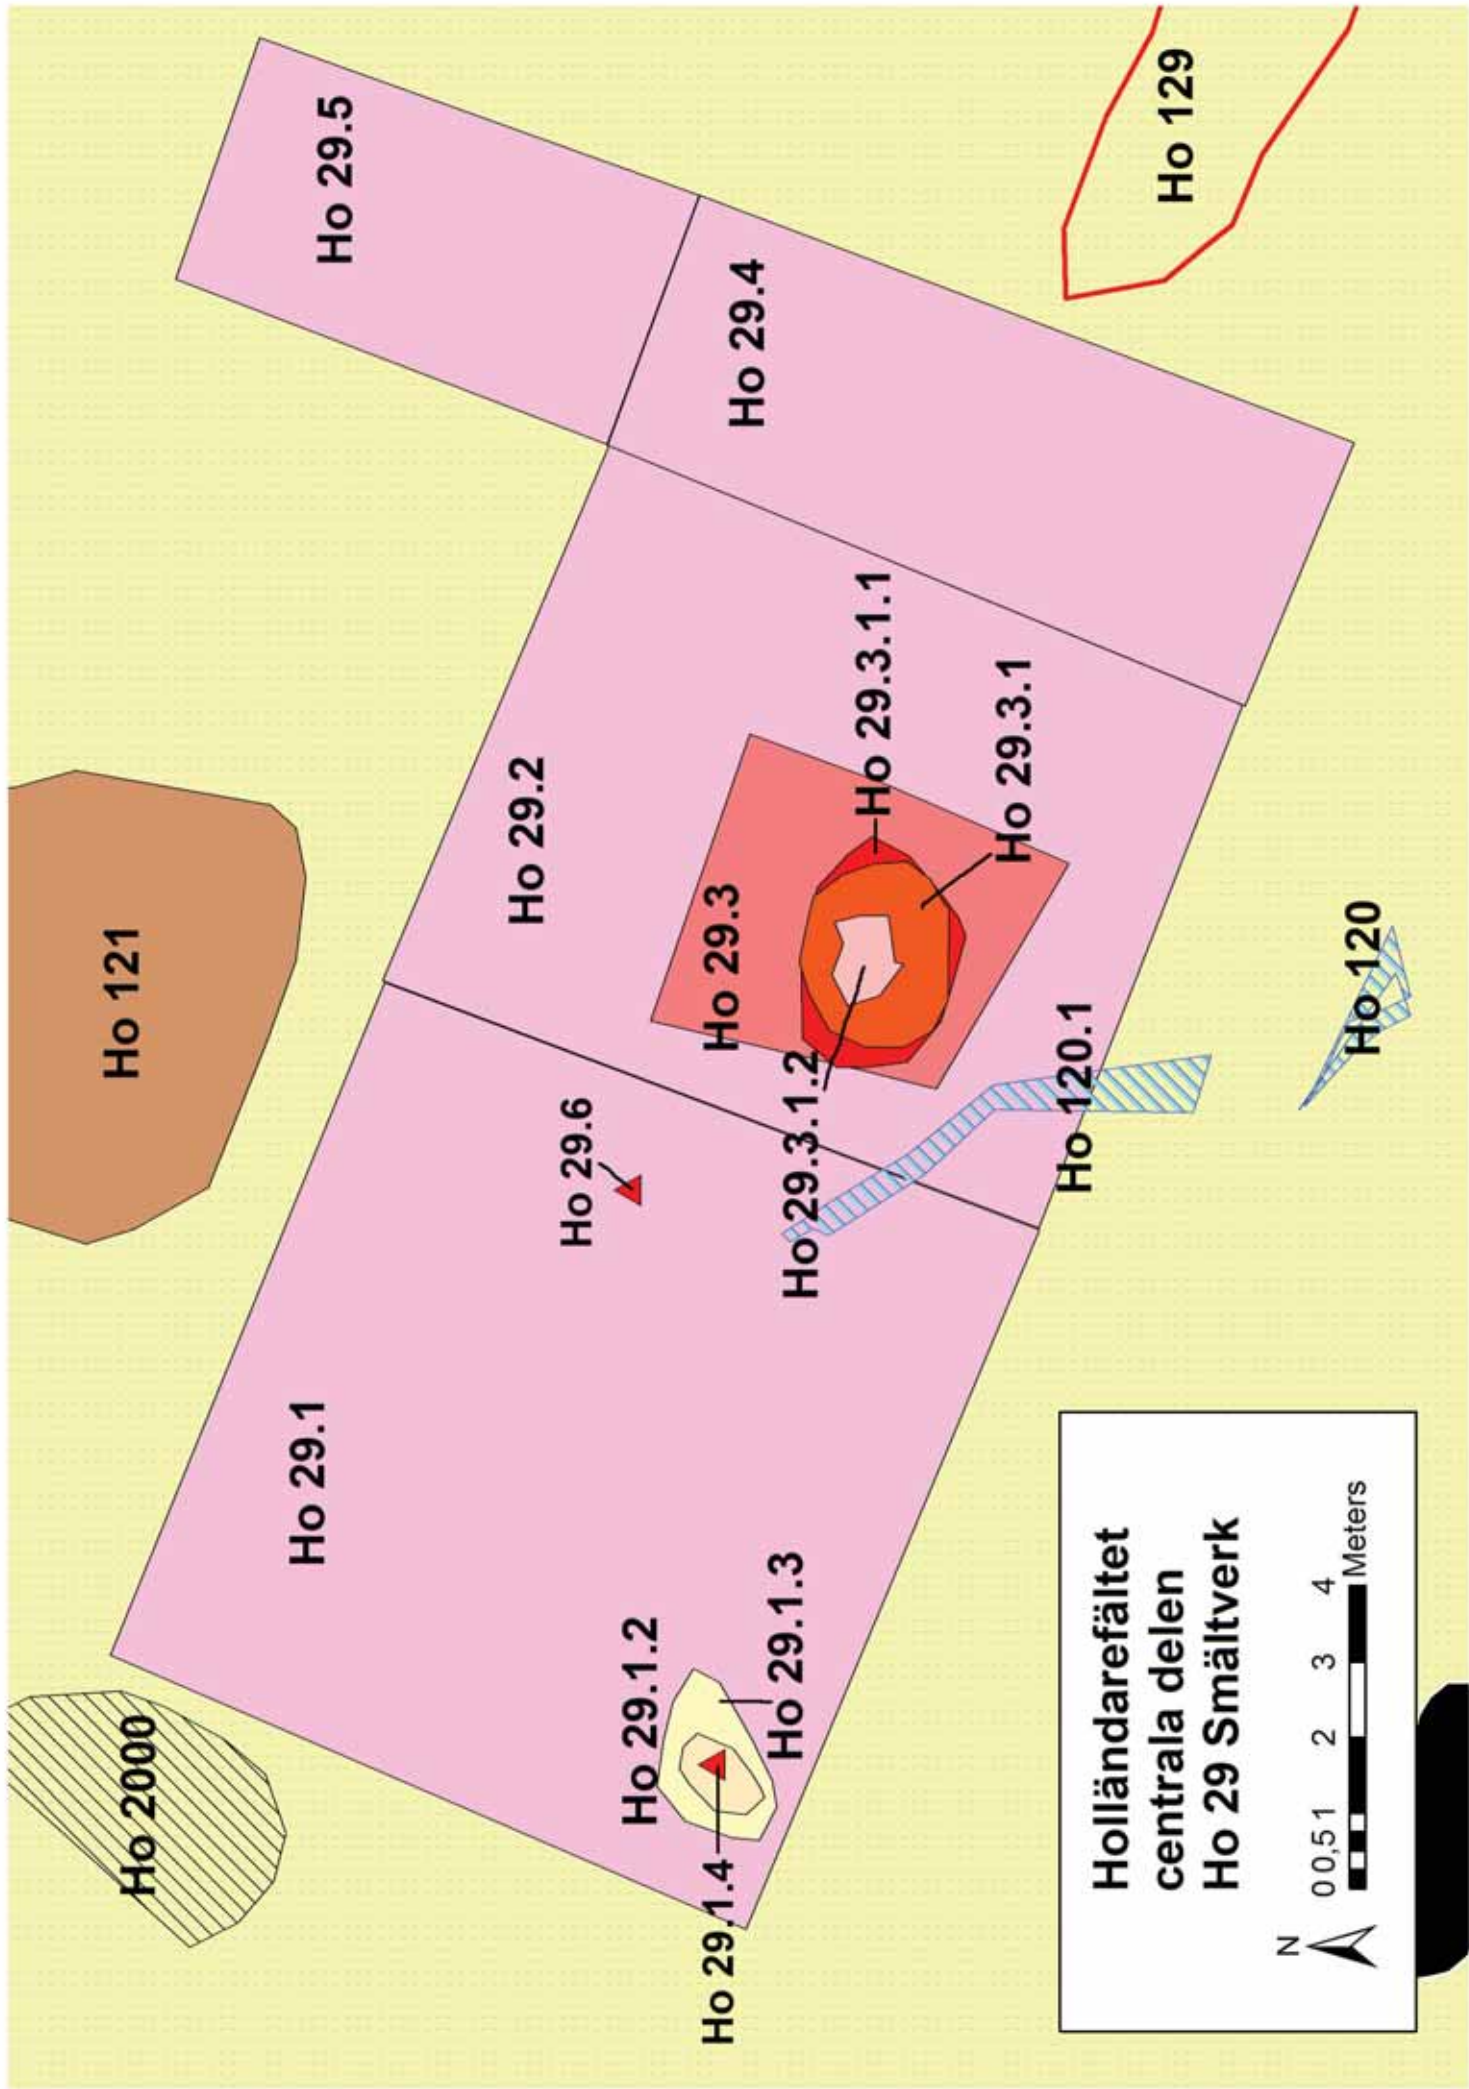 Ho 2000
Ho 121
Ho 29.5
Ho 29.1
Ho 29.2
Ho 29.6
Ho 29.1.2
Ho 29.4
Ho 29.3
Ho 29.1.4
Ho 29.1.3
Ho 29.3.1.2
Ho 29.3.1.1
Ho 29.3.1
Ho 120.1
Ho 129
Ho 120
Holländarefältet
centrala delen
Ho 29 Smältverk
N
0 0,5 1 2 3 4
Meters